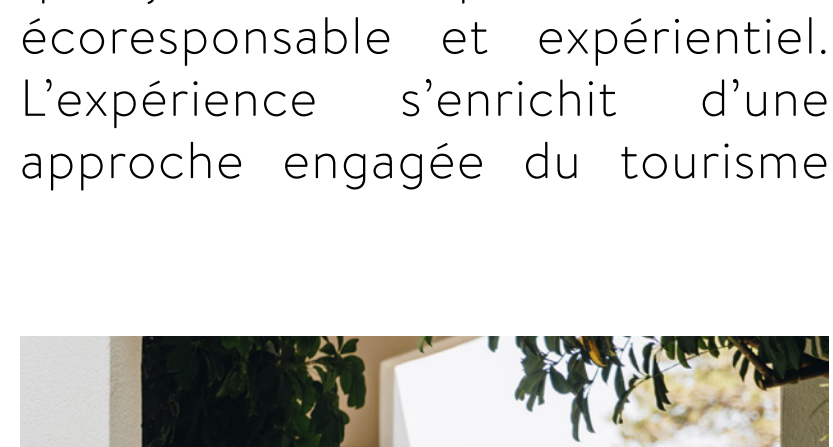 écoresponsable et expérientiel.
L’expérience s’enrichit d’une
approche engagée du tourisme